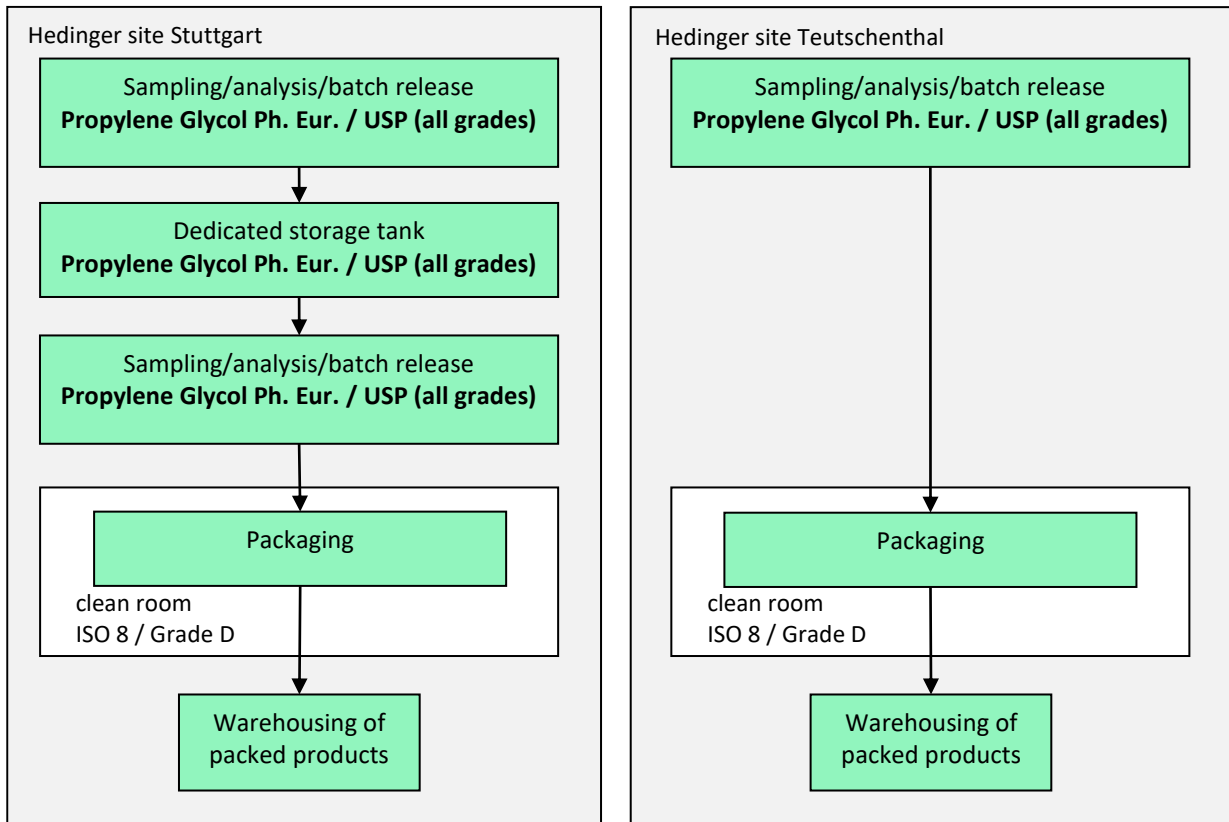 Hedinger site Stuttgart
Sampling/analysis/batch release
Propylene Glycol Ph. Eur. / USP (all grades)
Dedicated storage tank
Propylene Glycol Ph. Eur. / USP (all grades)
Sampling/analysis/batch release
Propylene Glycol Ph. Eur. / USP (all grades)
Packaging
clean room
ISO 8 / Grade D
Warehousing of
packed products
Hedinger site Teutschenthal
Sampling/analysis/batch release
Propylene Glycol Ph. Eur. / USP (all grades)
Packaging
clean room
ISO 8 / Grade D
Warehousing of
packed products